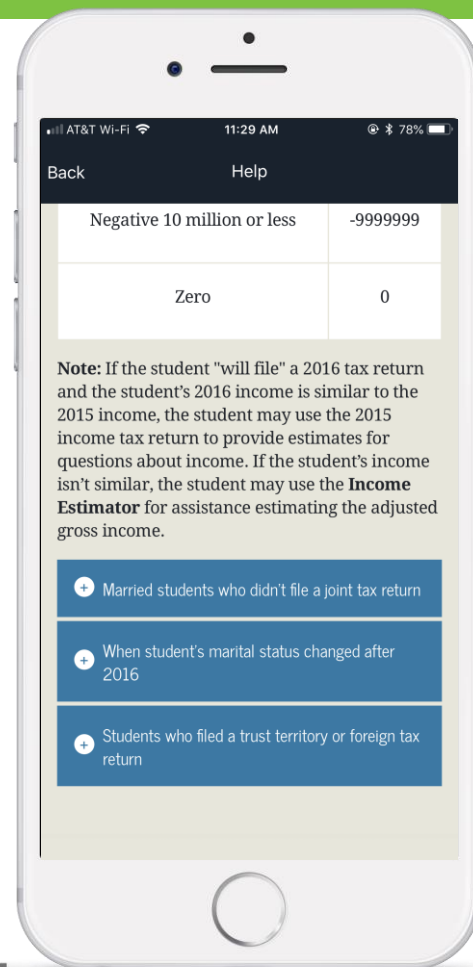 AT&T Wi-Fi 11:29 AM 78%
Back Help
Negative 10 million or less -9999999
Zero 0
Note: If the student "will file" a 2016 tax return
and the student’s 2016 income is similar to the
2015 income, the student may use the 2015
income tax return to provide estimates for
questions about income. If the student’s income
isn’t similar, the student may use the Income
Estimator for assistance estimating the adjusted
gross income.
Married students who didn’t file a joint tax return
When student’s marital status changed after
2016
Students who filed a trust territory or foreign tax
return